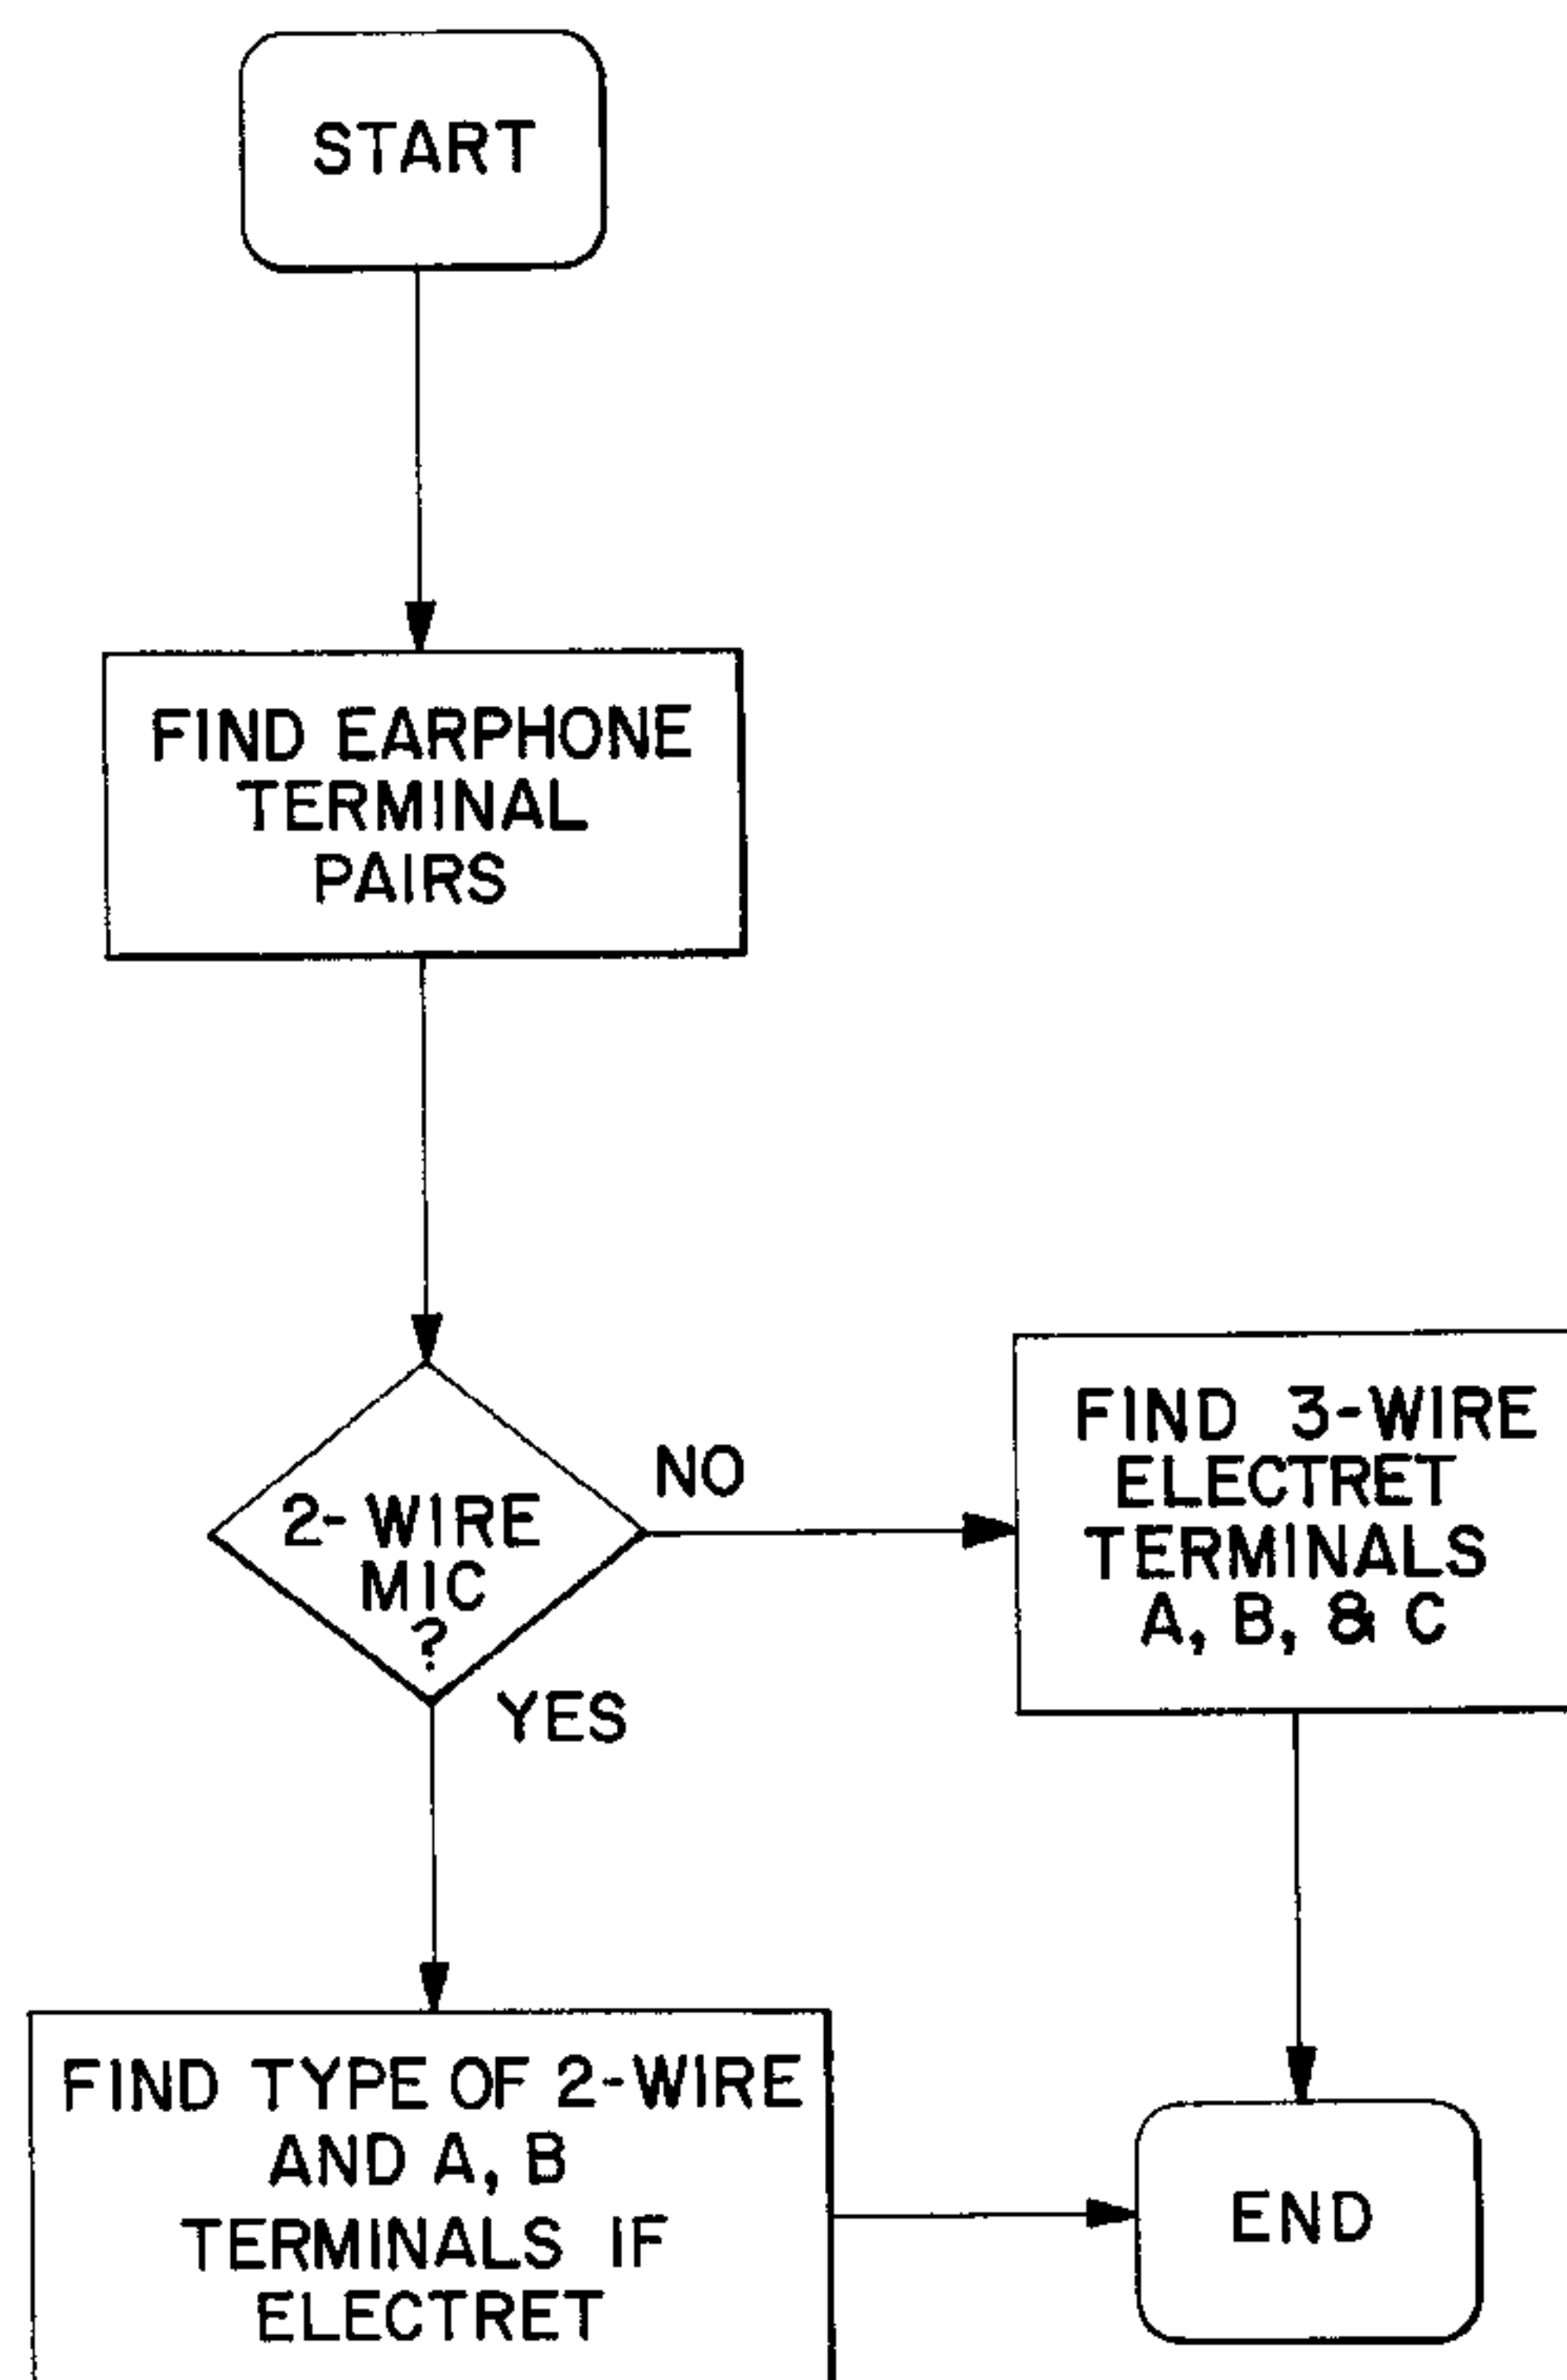 START
FIND EARPHONE
TERMINAL
PAIRS
2-WIRE
MIC
?
NO
YES
FIND 3-WIRE
ELECTRET
TERMINALS
A, B, & C
FIND TYPE OF 2-WIRE
AND A, B
TERMINALS IF
ELECTRET
END